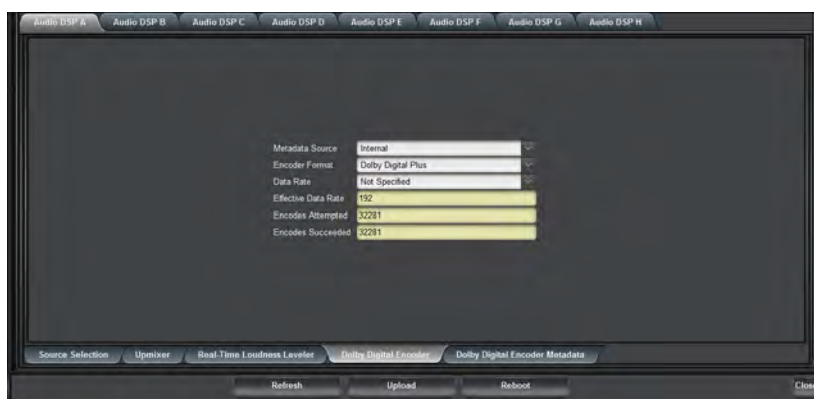 Audio DSP A Audio DSP B Audio DSP C Audio DSP D Audio DSP E Audio DSP F Audio DSP G Audio DSP H
Metadata Source Internal
Encoder Format Dolby Digital Plus
Data Rate Not Specified
Effective Data Rate 192
Encodes Attempted 32281
Encodes Succeeded 32281
Source Selection Upmixer Real-Time Loudness Leveler Dolby Digital Encoder Dolby Digital Encoder Metadata
Refresh Upload Reboot Clos